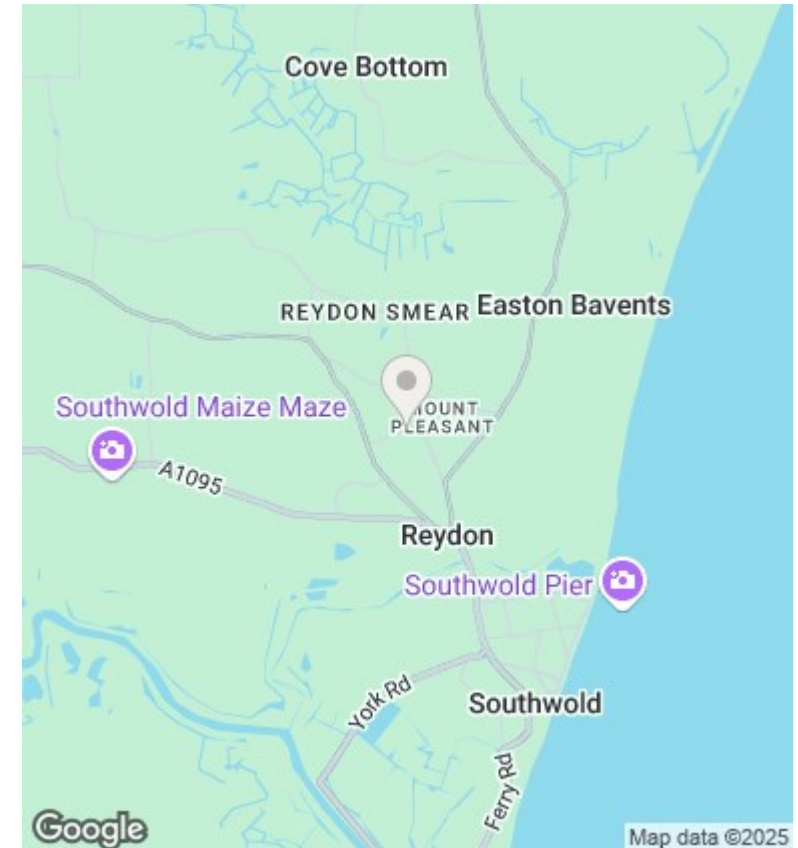 Cove Bottom
REYDON SMEAR
Easton Bavents
Southwold Maize Maze
MOUNT
PLEASANT
A1095
Reydon
Southwold Pier
York Rd
Southwold
Ferry Rd
Google
Map data ©2025